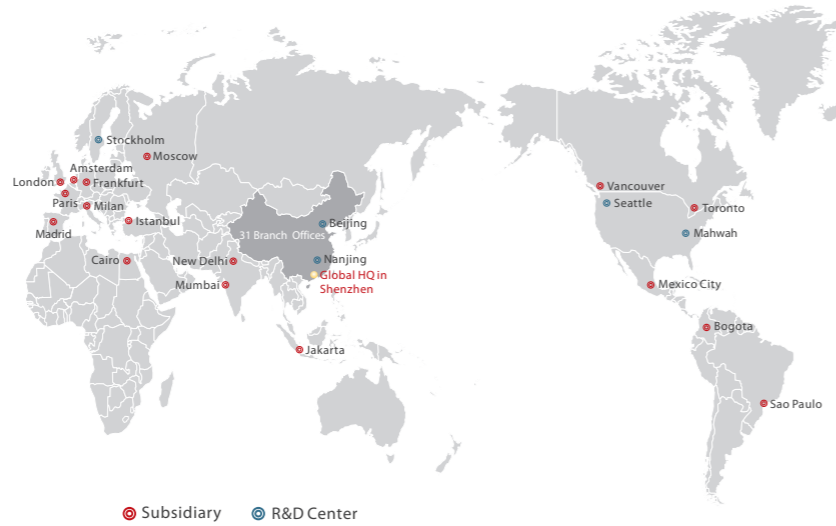 Stockholm
Moscow
Amsterdam
London
Frankfurt
Paris
Milan
Madrid
Istanbul
31 Branch Offices
Beijing
Cairo
New Delhi
Nanjing
Global HQ in
Shenzhen
Mumbai
Jakarta
Vancouver
Seattle
Toronto
Mahwah
Mexico City
Bogota
Sao Paulo
Subsidiary
R&D Center